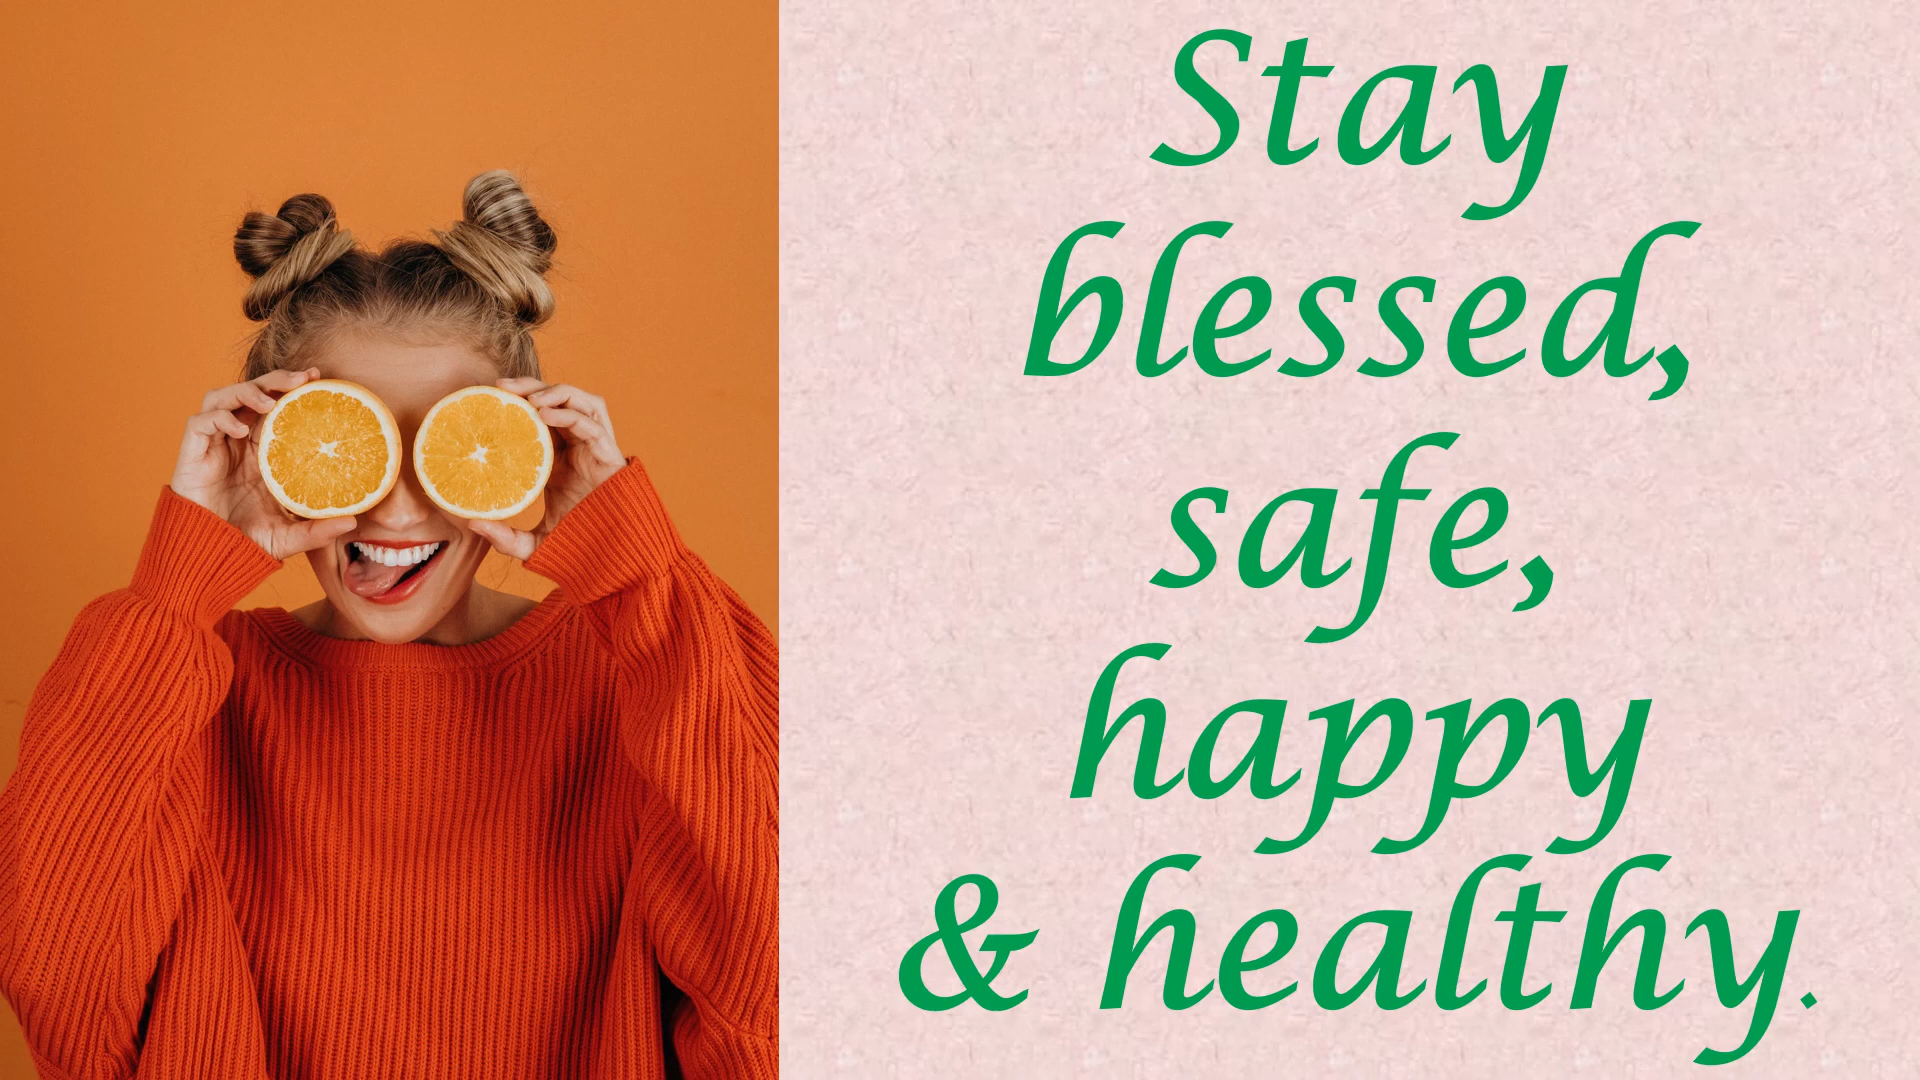 Stay
blessed,
safe,
happy
& healthy.